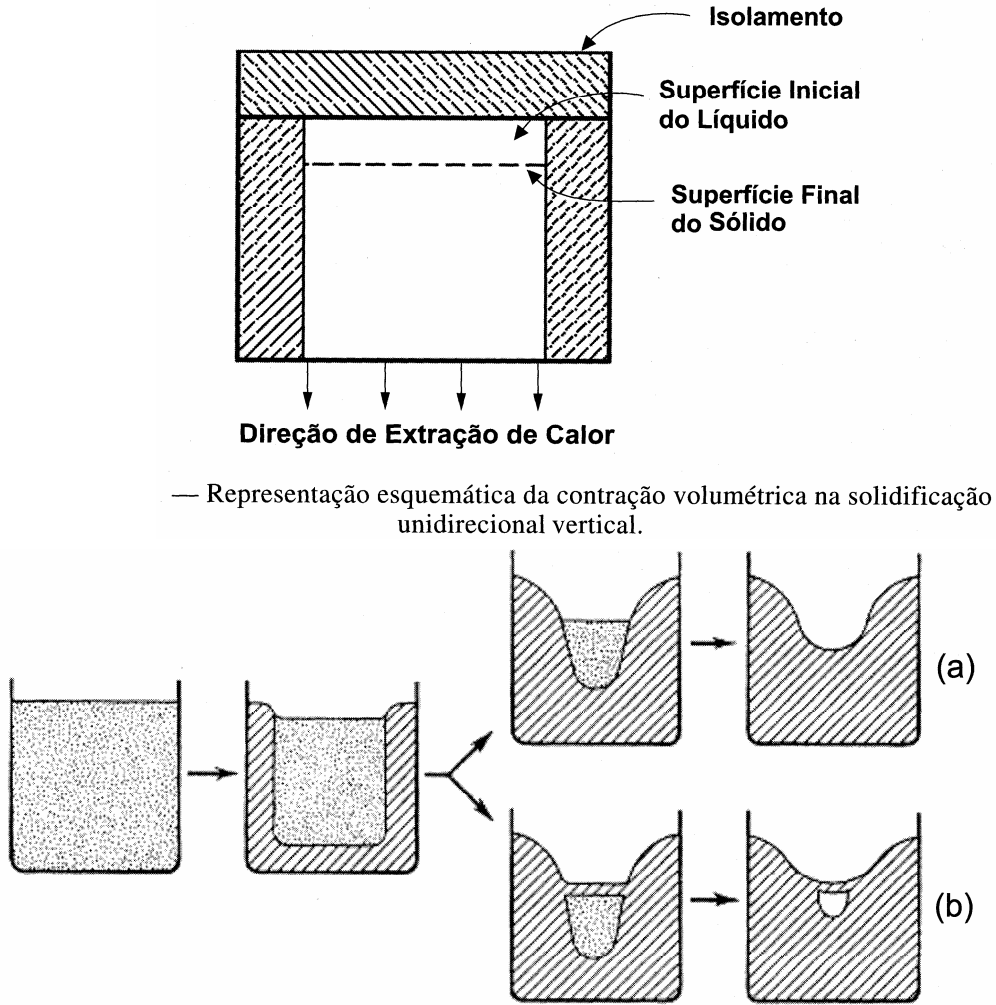 Isolamento
Superfície Inicial
do Líquido
Superfície Final
do Sólido
Direção de Extração de Calor
— Representação esquemática da contração volumétrica na solidificação
unidirecional vertical.
(a)
(b)